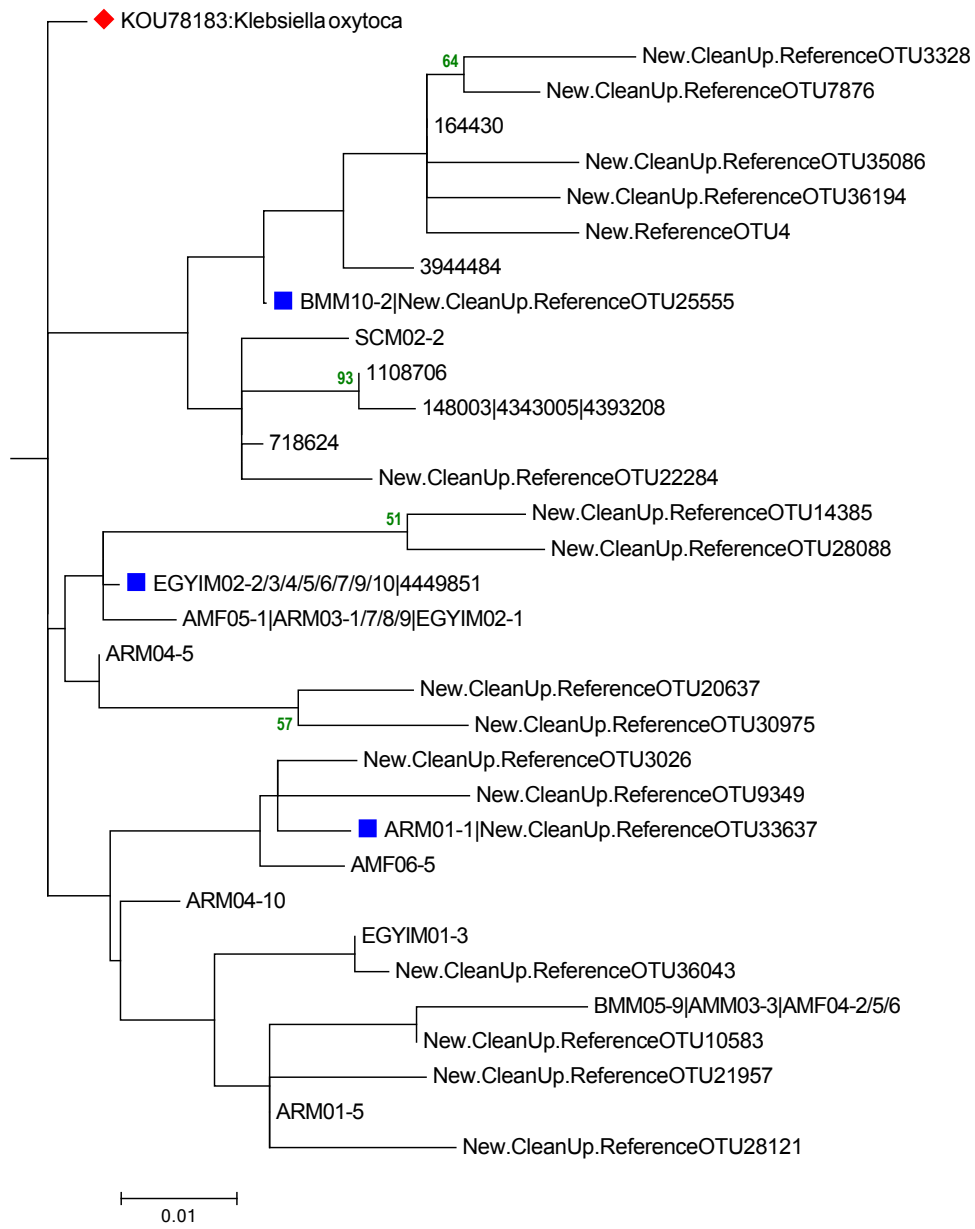 KOU78183:Klebsiella oxytoca
64
New.CleanUp.ReferenceOTU3328
New.CleanUp.ReferenceOTU7876
164430
New.CleanUp.ReferenceOTU35086
New.CleanUp.ReferenceOTU36194
New.ReferenceOTU4
3944484
BMM10-2|New.CleanUp.ReferenceOTU25555
SCM02-2
93
1108706
148003|4343005|4393208
718624
New.CleanUp.ReferenceOTU22284
51
New.CleanUp.ReferenceOTU14385
New.CleanUp.ReferenceOTU28088
EGYIM02-2/3/4/5/6/7/9/10|4449851
AMF05-1|ARM03-1/7/8/9|EGYIM02-1
ARM04-5
New.CleanUp.ReferenceOTU20637
57
New.CleanUp.ReferenceOTU30975
New.CleanUp.ReferenceOTU3026
New.CleanUp.ReferenceOTU9349
ARM01-1|New.CleanUp.ReferenceOTU33637
AMF06-5
ARM04-10
EGYIM01-3
New.CleanUp.ReferenceOTU36043
BMM05-9|AMM03-3|AMF04-2/5/6
New.CleanUp.ReferenceOTU10583
New.CleanUp.ReferenceOTU21957
ARM01-5
New.CleanUp.ReferenceOTU28121
0.01